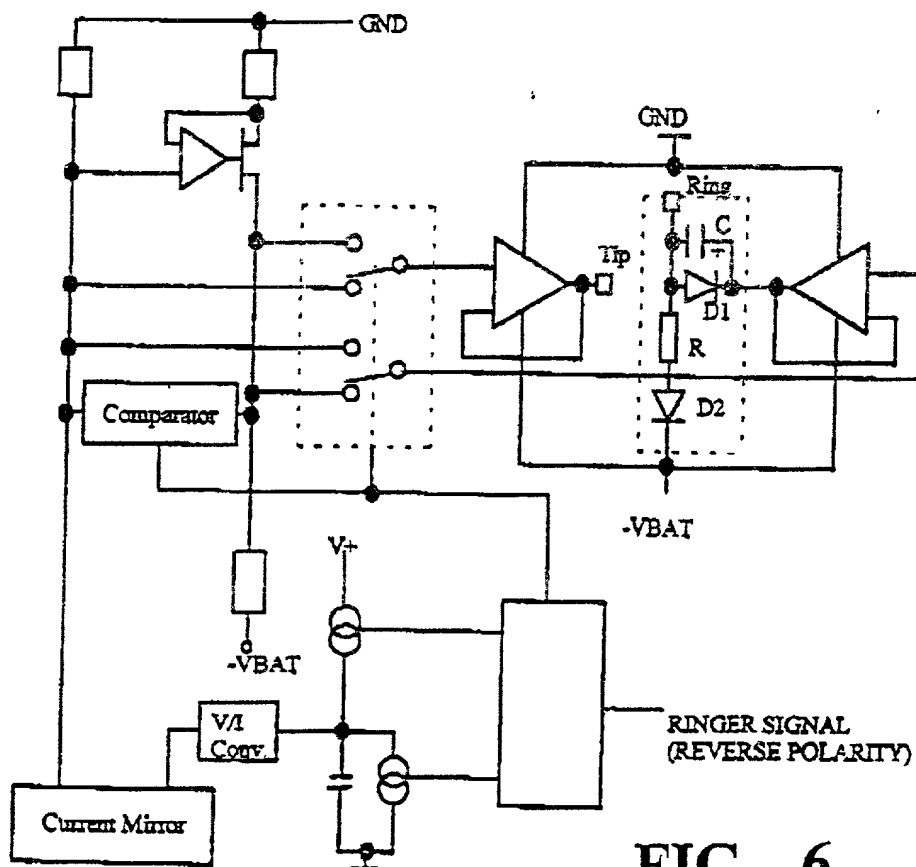 GND
GND
Ring
C
+
Tip
D1
R
Comparator
D2
-VBAT
V+
-VBAT
V/I
Conv.
RINGER SIGNAL
(REVERSE POLARITY)
Current Mirror
FIG. 6